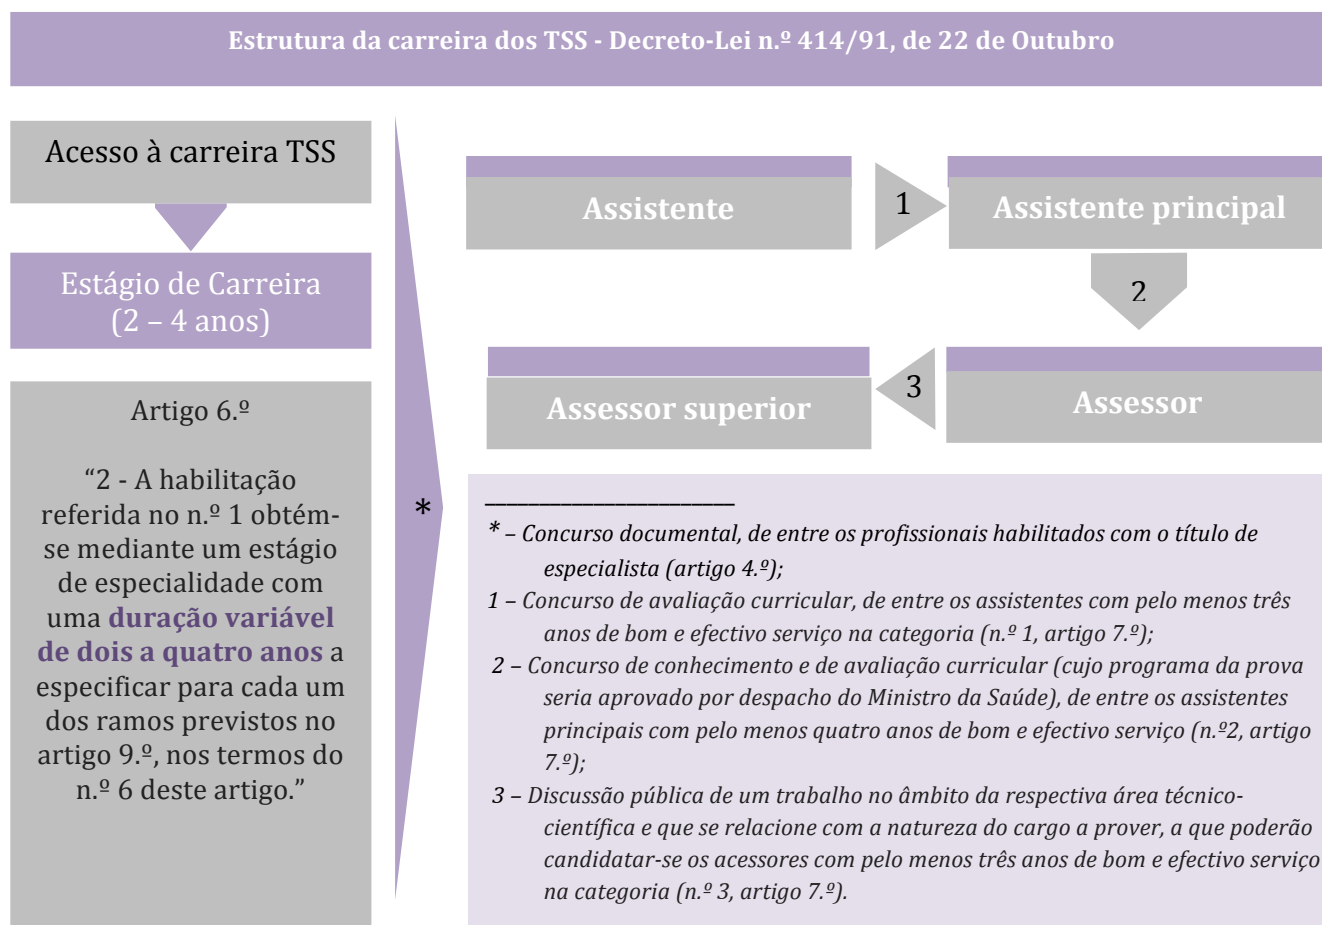 Estrutura da carreira dos TSS - Decreto-Lei n.º 414/91, de 22 de Outubro
Acesso à carreira TSS
Estágio de Carreira
(2 – 4 anos)
Artigo 6.º
“2 - A habilitação
referida no n.º 1 obtém-
se mediante um estágio
de especialidade com
uma duração variável
de dois a quatro anos a
especificar para cada um
dos ramos previstos no
artigo 9.º, nos termos do
n.º 6 deste artigo.”
*
Assistente
1
Assistente principal
2
Assessor
3
Assessor superior
* – Concurso documental, de entre os profissionais habilitados com o título de
especialista (artigo 4.º);
1 – Concurso de avaliação curricular, de entre os assistentes com pelo menos três
anos de bom e efectivo serviço na categoria (n.º 1, artigo 7.º);
2 – Concurso de conhecimento e de avaliação curricular (cujo programa da prova
seria aprovado por despacho do Ministro da Saúde), de entre os assistentes
principais com pelo menos quatro anos de bom e efectivo serviço (n.º2, artigo
7.º);
3 – Discussão pública de um trabalho no âmbito da respectiva área técnico-
científica e que se relacione com a natureza do cargo a prover, a que poderão
candidatar-se os acessores com pelo menos três anos de bom e efectivo serviço
na categoria (n.º 3, artigo 7.º).